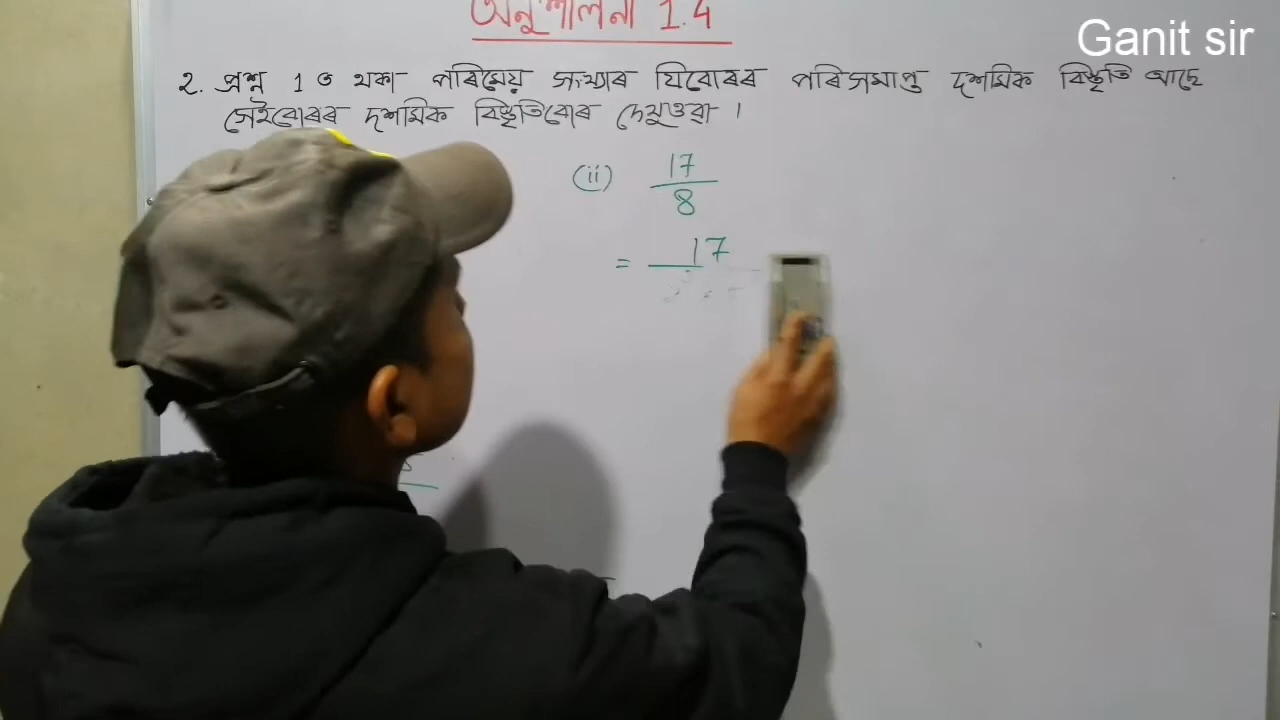 অনুশীলনী 1.4
Ganit sir
২. প্ৰশ্ন 1 ত থকা পৰিমেয় সংখ্যাৰ যিবোৰৰ পৰিসমাপ্ত দশমিক বিস্তৃতি আছে
সেইবোৰৰ দশমিক বিস্তৃতিবোৰ দেখুওৱা ।
(ii) 17
8
= 17